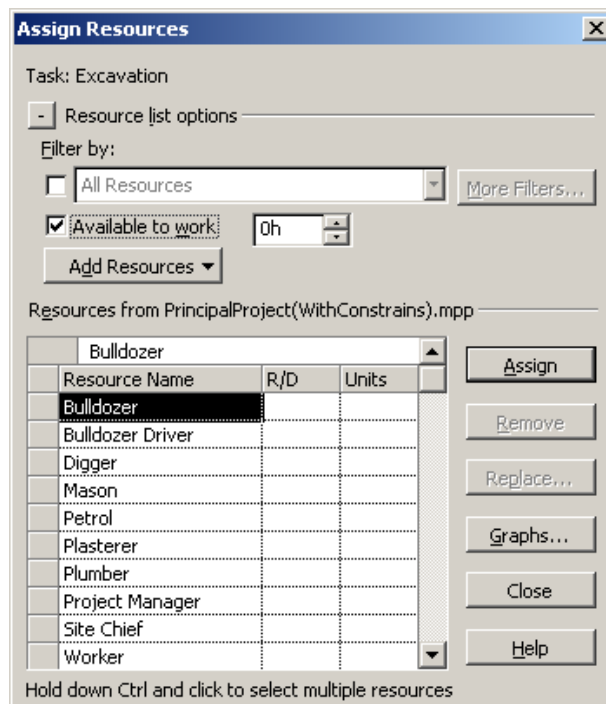 Assign Resources
Task: Excavation
- Resource list options
Filter by:
All Resources More Filters...
Available to work 0h
Add Resources
Resources from PrincipalProject(WithConstrains).mpp
Bulldozer
Resource Name R/D Units
Bulldozer
Bulldozer Driver
Digger
Mason
Petrol
Plasterer
Plumber
Project Manager
Site Chief
Worker
Assign
Remove
Replace...
Graphs...
Close
Help
Hold down Ctrl and click to select multiple resources